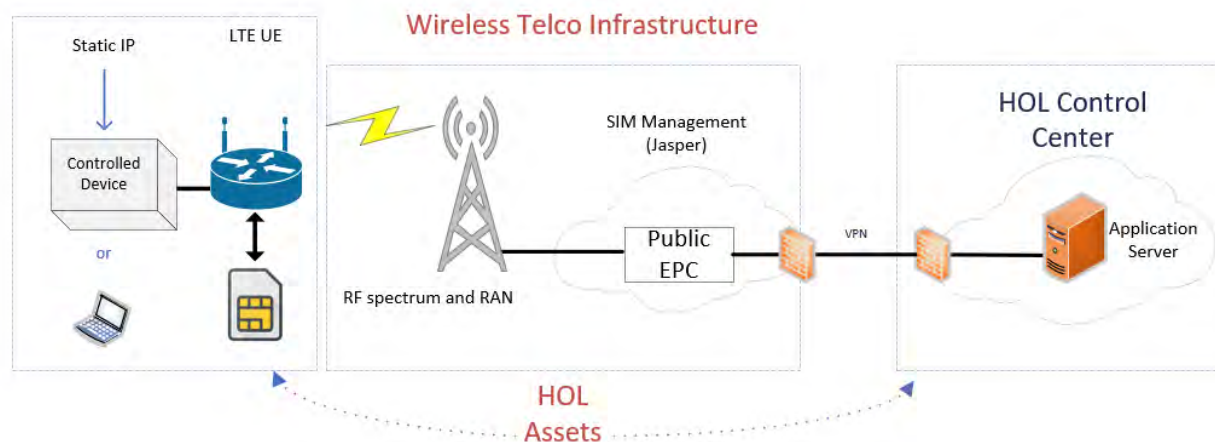 Wireless Telco Infrastructure
Static IP
LTE UE
Controlled
Device
or
SIM Management
(Jasper)
Public
EPC
RF spectrum and RAN
VPN
HOL Control
Center
Application
Server
HOL
Assets